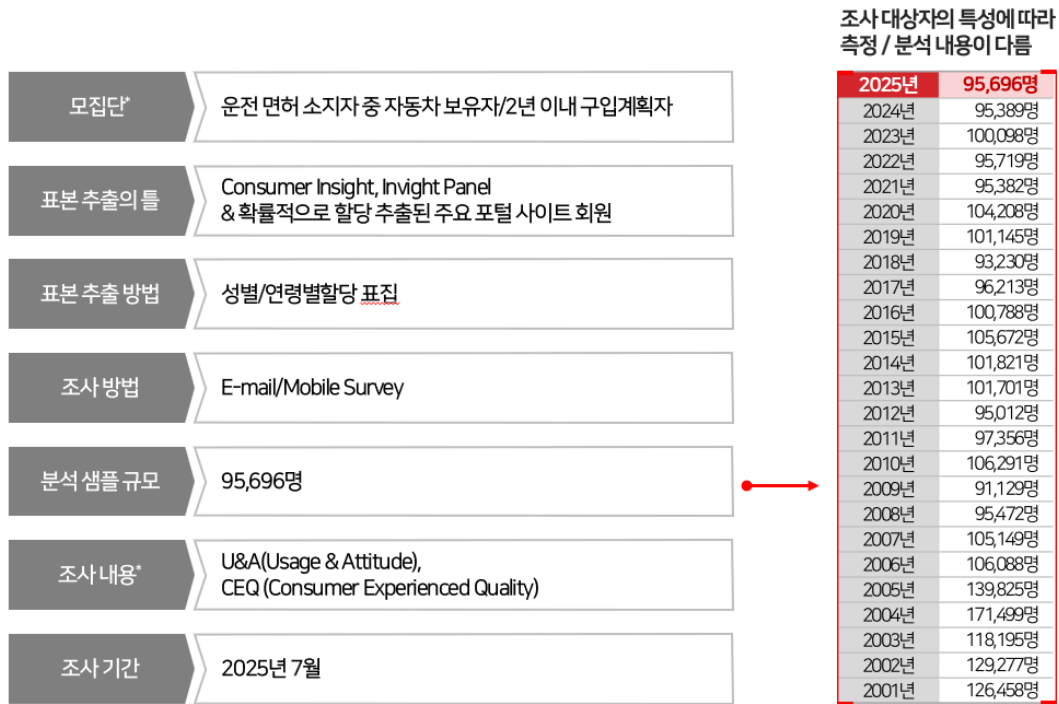 조사 대상자의 특성에 따라
측정 / 분석 내용이 다름
모집단*
운전 면허 소지자 중 자동차 보유자/2년 이내 구입계획자
표본 추출의 틀
Consumer Insight, Invight Panel
& 확률적으로 할당 추출된 주요 포털 사이트 회원
표본 추출 방법
성별/연령별할당 표집
조사 방법
E-mail/Mobile Survey
분석 샘플 규모
95,696명
조사 내용*
U&A(Usage & Attitude),
CEQ (Consumer Experienced Quality)
조사 기간
2025년 7월
2025년 95,696명
2024년 95,389명
2023년 100,098명
2022년 95,719명
2021년 95,382명
2020년 104,208명
2019년 101,145명
2018년 93,230명
2017년 96,213명
2016년 100,788명
2015년 105,672명
2014년 101,821명
2013년 101,701명
2012년 95,012명
2011년 97,356명
2010년 106,291명
2009년 91,129명
2008년 95,472명
2007년 105,149명
2006년 106,088명
2005년 139,825명
2004년 171,499명
2003년 118,195명
2002년 129,277명
2001년 126,458명